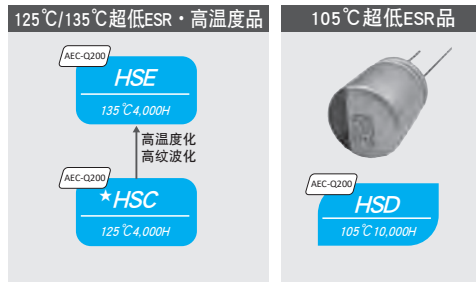 125℃/135℃超低ESR・高温度品
AEC-Q200
HSE
135℃4,000H
高温度化
高纹波化
AEC-Q200
★HSC
125℃4,000H
105℃超低ESR品
AEC-Q200
HSD
105℃10,000H